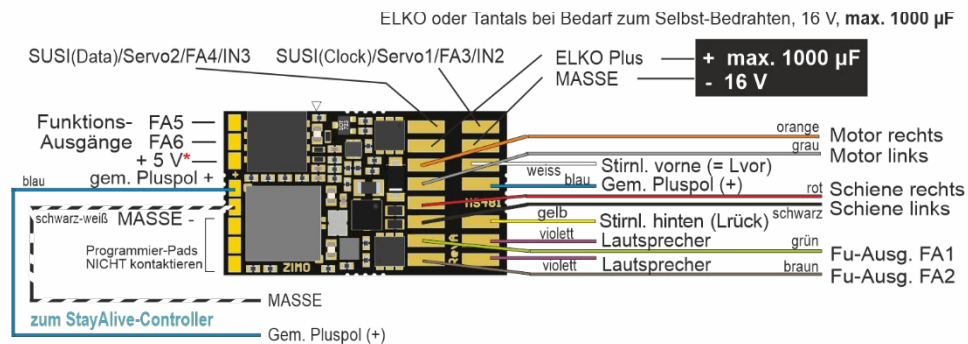 ELKO oder Tantals bei Bedarf zum Selbst-Bedrahten, 16 V, max. 1000 µF
SUSI(Data)/Servo2/FA4/IN3
SUSI(Clock)/Servo1/FA3/IN2
ELKO Plus
MASSE
+ max. 1000 µF
- 16 V
Funktions-
Ausgänge
FA5
FA6
+ 5 V*
gem. Pluspol +
blau
schwarz-weiß
MASSE -
Programmier-Pads
NICHT kontaktieren
orange
Motor rechts
grau
Motor links
weiss
Stirnl. vorne (= Lvor)
blau
Gem. Pluspol (+)
rot
Schiene rechts
schwarz
Schiene links
gelb
Stirnl. hinten (Lrück)
violett
Lautsprecher
grün
Fu-Ausg. FA1
violett
Lautsprecher
braun
Fu-Ausg. FA2
ZIMO
MS481
MASSE
zum StayAlive-Controller
Gem. Pluspol (+)